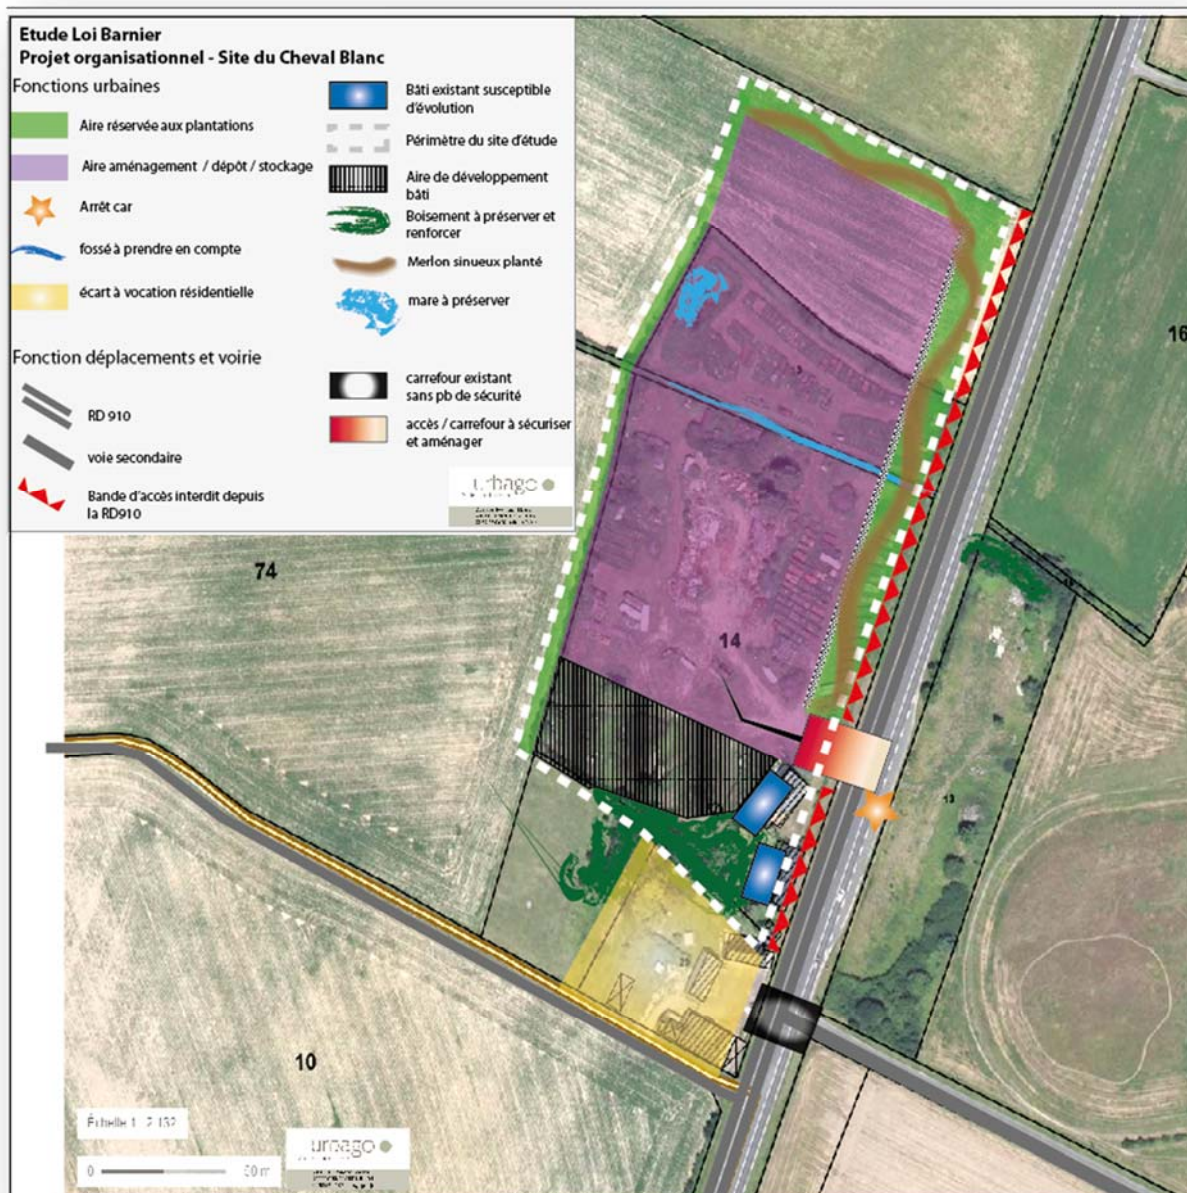 Etude Loi Barnier
Projet organisationnel - Site du Cheval Blanc
Fonctions urbaines
Aire réservée aux plantations
Aire aménagement / dépôt / stockage
Arrêt car
fossé à prendre en compte
écart à vocation résidentielle
Fonction déplacements et voirie
RD 910
voie secondaire
Bande d'accès interdit depuis
la RD910
Bâti existant susceptible
d'évolution
Périmètre du site d'étude
Aire de développement
bâti
Boisement à préserver et
renforcer
Merlon sinueux planté
mare à préserver
carrefour existant
sans pb de sécurité
accès / carrefour à sécuriser
et aménager
urbago
16
74
14
13
10
Échelle 1
0
urbago